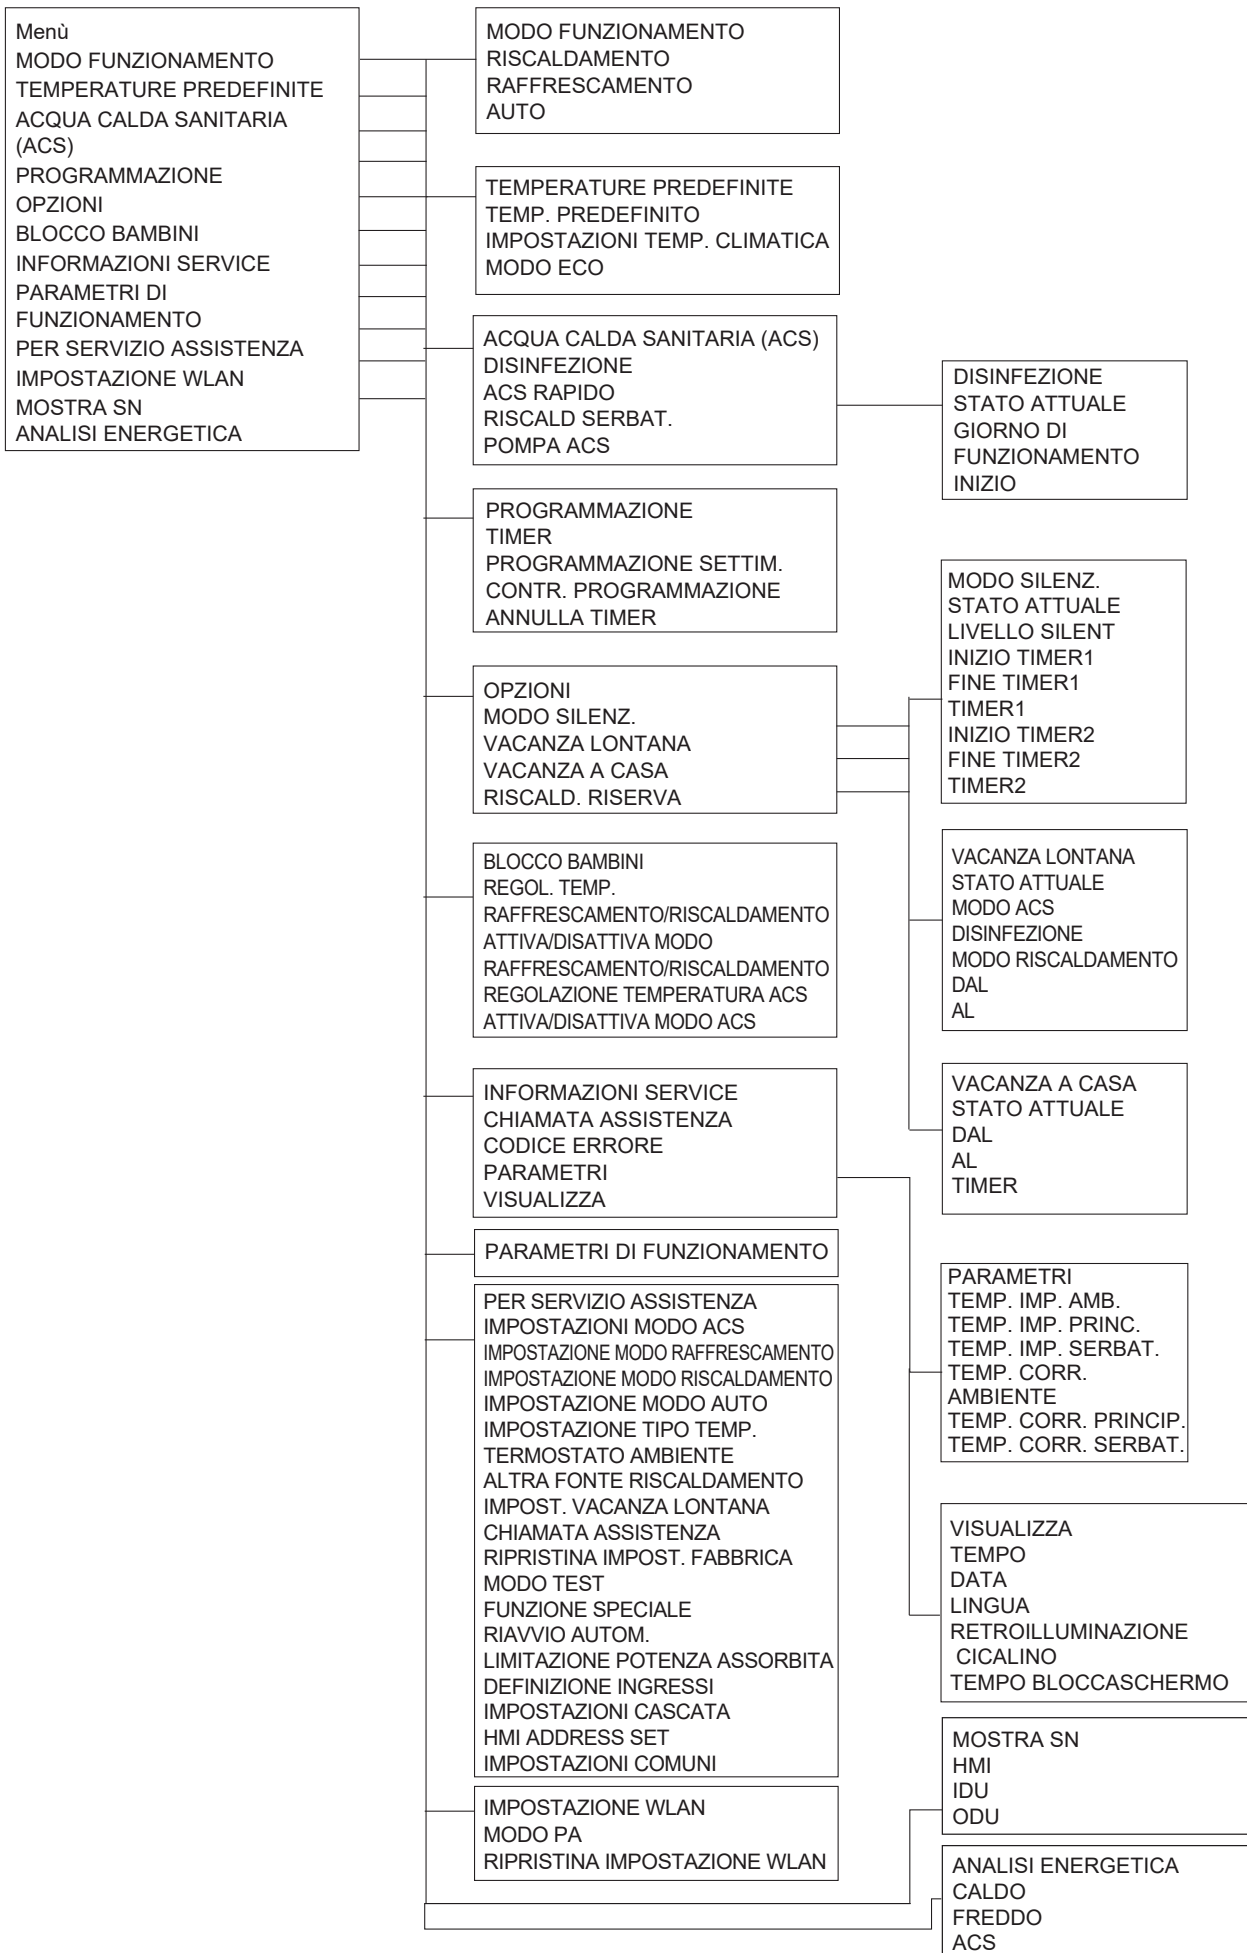 Menù
MODO FUNZIONAMENTO
TEMPERATURE PREDEFINITE
ACQUA CALDA SANITARIA
(ACS)
PROGRAMMAZIONE
OPZIONI
BLOCCO BAMBINI
INFORMAZIONI SERVICE
PARAMETRI DI
FUNZIONAMENTO
PER SERVIZIO ASSISTENZA
IMPOSTAZIONE WLAN
MOSTRA SN
ANALISI ENERGETICA
MODO FUNZIONAMENTO
RISCALDAMENTO
RAFFRESCAMENTO
AUTO
TEMPERATURE PREDEFINITE
TEMP. PREDEFINITO
IMPOSTAZIONI TEMP. CLIMATICA
MODO ECO
ACQUA CALDA SANITARIA (ACS)
DISINFEZIONE
ACS RAPIDO
RISCALD SERBAT.
POMPA ACS
PROGRAMMAZIONE
TIMER
PROGRAMMAZIONE SETTIM.
CONTR. PROGRAMMAZIONE
ANNULLA TIMER
OPZIONI
MODO SILENZ.
VACANZA LONTANA
VACANZA A CASA
RISCALD. RISERVA
BLOCCO BAMBINI
REGOL. TEMP.
RAFFRESCAMENTO/RISCALDAMENTO
ATTIVA/DISATTIVA MODO
RAFFRESCAMENTO/RISCALDAMENTO
REGOLAZIONE TEMPERATURA ACS
ATTIVA/DISATTIVA MODO ACS
INFORMAZIONI SERVICE
CHIAMATA ASSISTENZA
CODICE ERRORE
PARAMETRI
VISUALIZZA
PARAMETRI DI FUNZIONAMENTO
PER SERVIZIO ASSISTENZA
IMPOSTAZIONI MODO ACS
IMPOSTAZIONE MODO RAFFRESCAMENTO
IMPOSTAZIONE MODO RISCALDAMENTO
IMPOSTAZIONE MODO AUTO
IMPOSTAZIONE TIPO TEMP.
TERMOSTATO AMBIENTE
ALTRA FONTE RISCALDAMENTO
IMPOST. VACANZA LONTANA
CHIAMATA ASSISTENZA
RIPRISTINA IMPOST. FABBRICA
MODO TEST
FUNZIONE SPECIALE
RIAVVIO AUTOM.
LIMITAZIONE POTENZA ASSORBITA
DEFINIZIONE INGRESSI
IMPOSTAZIONI CASCATA
HMI ADDRESS SET
IMPOSTAZIONI COMUNI
IMPOSTAZIONE WLAN
MODO PA
RIPRISTINA IMPOSTAZIONE WLAN
DISINFEZIONE
STATO ATTUALE
GIORNO DI
FUNZIONAMENTO
INIZIO
MODO SILENZ.
STATO ATTUALE
LIVELLO SILENT
INIZIO TIMER1
FINE TIMER1
TIMER1
INIZIO TIMER2
FINE TIMER2
TIMER2
VACANZA LONTANA
STATO ATTUALE
MODO ACS
DISINFEZIONE
MODO RISCALDAMENTO
DAL
AL
VACANZA A CASA
STATO ATTUALE
DAL
AL
TIMER
PARAMETRI
TEMP. IMP. AMB.
TEMP. IMP. PRINC.
TEMP. IMP. SERBAT.
TEMP. CORR.
AMBIENTE
TEMP. CORR. PRINCIP.
TEMP. CORR. SERBAT.
VISUALIZZA
TEMPO
DATA
LINGUA
RETROILLUMINAZIONE
CICALINO
TEMPO BLOCCASCHERMO
MOSTRA SN
HMI
IDU
ODU
ANALISI ENERGETICA
CALDO
FREDDO
ACS